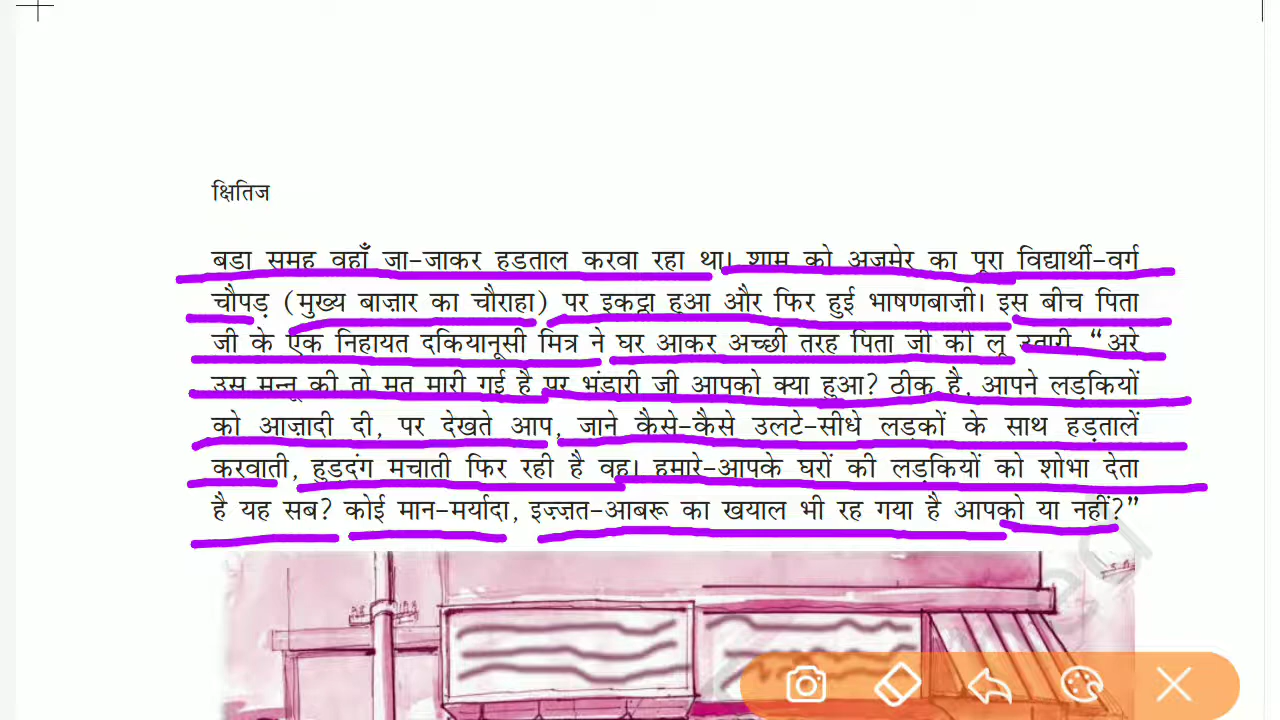 क्षितिज
बड़ा समूह वहाँ जा-जाकर हड़ताल करवा रहा था। शाम को अजमेर का पूरा विद्यार्थी-वर्ग
चौपड़ (मुख्य बाज़ार का चौराहा) पर इकट्ठा हुआ और फिर हुई भाषणबाज़ी। इस बीच पिता
जी के एक निहायत दकियानूसी मित्र ने घर आकर अच्छी तरह पिता जी की लू उतारी, “अरे
उस मन्नू की तो मत मारी गई है पर भंडारी जी आपको क्या हुआ? ठीक है, आपने लड़कियों
को आज़ादी दी, पर देखते आप, जाने कैसे-कैसे उलटे-सीधे लड़कों के साथ हड़तालें
करवाती, हुड़दंग मचाती फिर रही है वह। हमारे-आपके घरों की लड़कियों को शोभा देता
है यह सब? कोई मान-मर्यादा, इज़्ज़त-आबरू का खयाल भी रह गया है आपको या नहीं?”